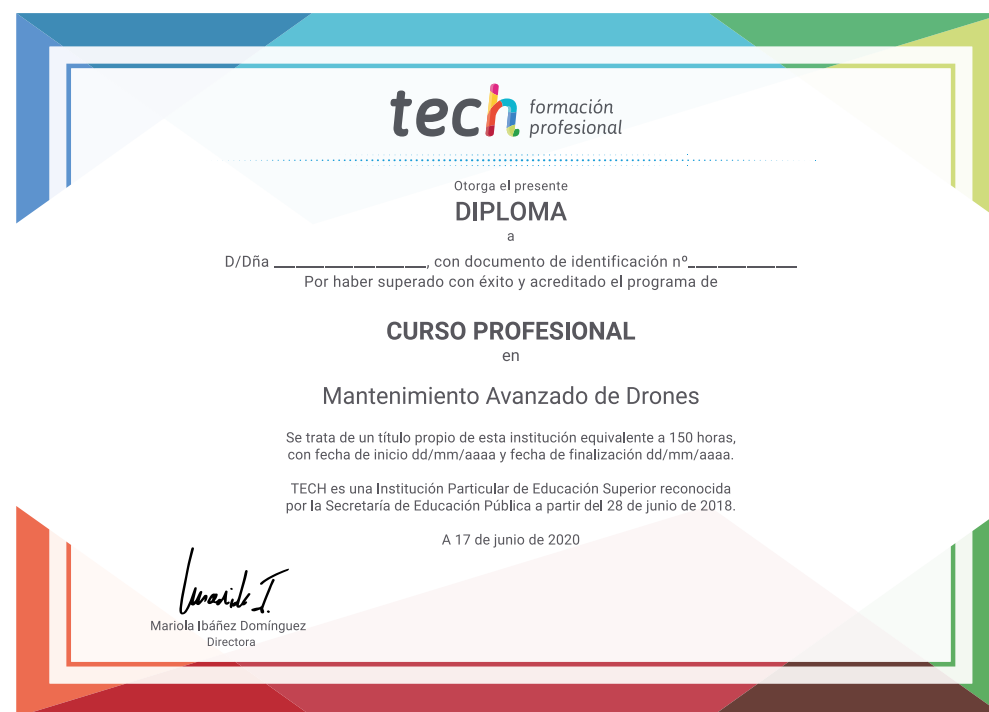 tech formación
profesional
Otorga el presente
DIPLOMA
a
D/Dña ____________________, con documento de identificación nº______________
Por haber superado con éxito y acreditado el programa de
CURSO PROFESIONAL
en
Mantenimiento Avanzado de Drones
Se trata de un título propio de esta institución equivalente a 150 horas,
con fecha de inicio dd/mm/aaaa y fecha de finalización dd/mm/aaaa.
TECH es una Institución Particular de Educación Superior reconocida
por la Secretaría de Educación Pública a partir del 28 de junio de 2018.
A 17 de junio de 2020
Mariola I.
Mariola Ibáñez Domínguez
Directora